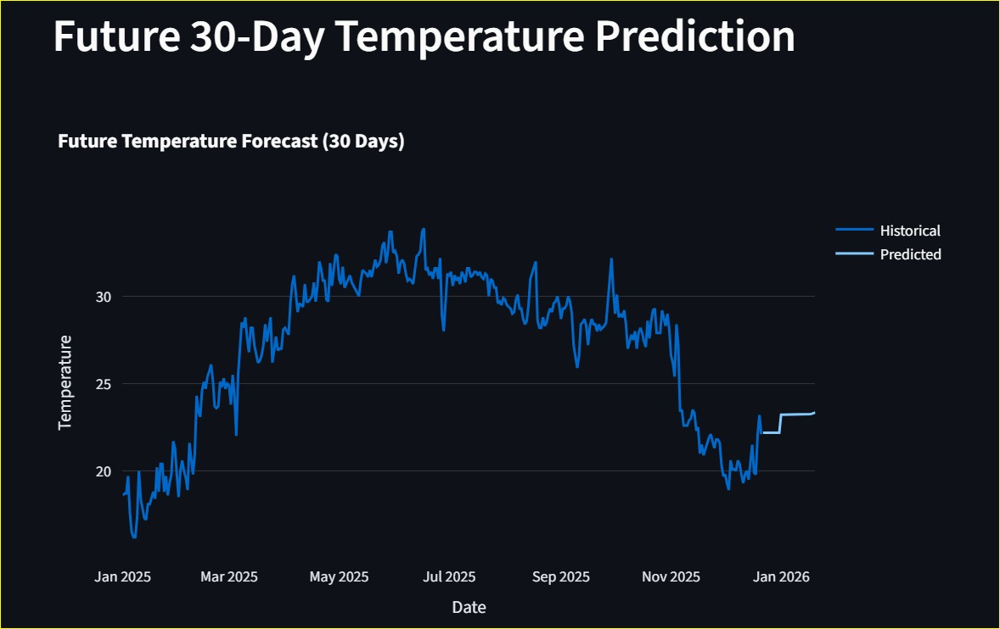 Future 30-Day Temperature Prediction
Future Temperature Forecast (30 Days)
Historical
Predicted
30
25
20
Temperature
Jan 2025 Mar 2025 May 2025 Jul 2025 Sep 2025 Nov 2025 Jan 2026
Date